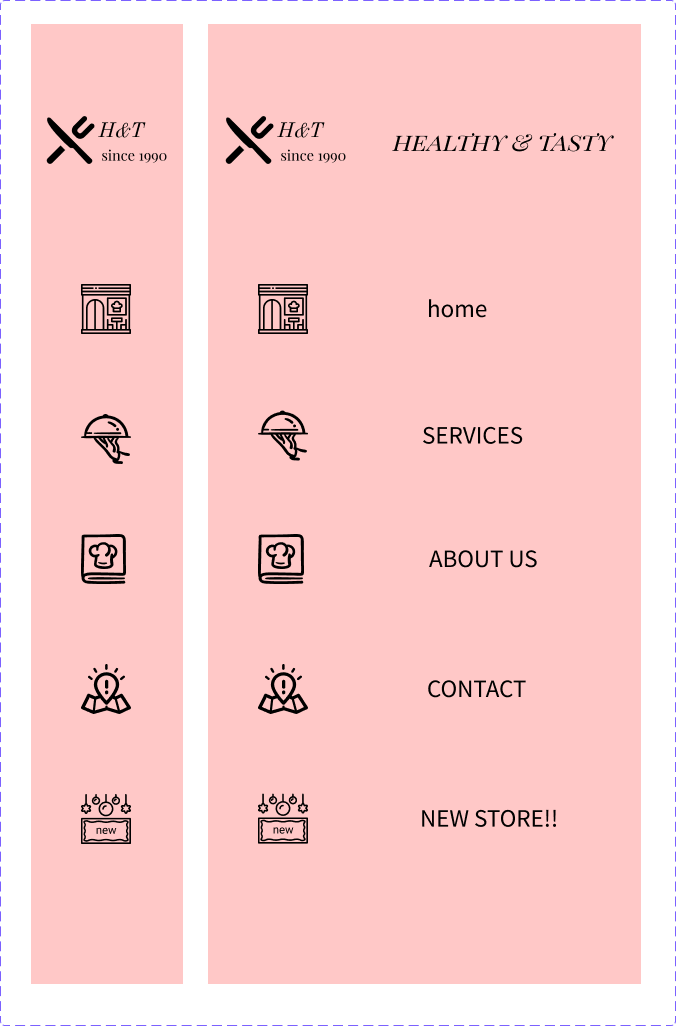 H&T
since 1990
new
H&T
since 1990
HEALTHY & TASTY
home
SERVICES
ABOUT US
CONTACT
new
NEW STORE!!